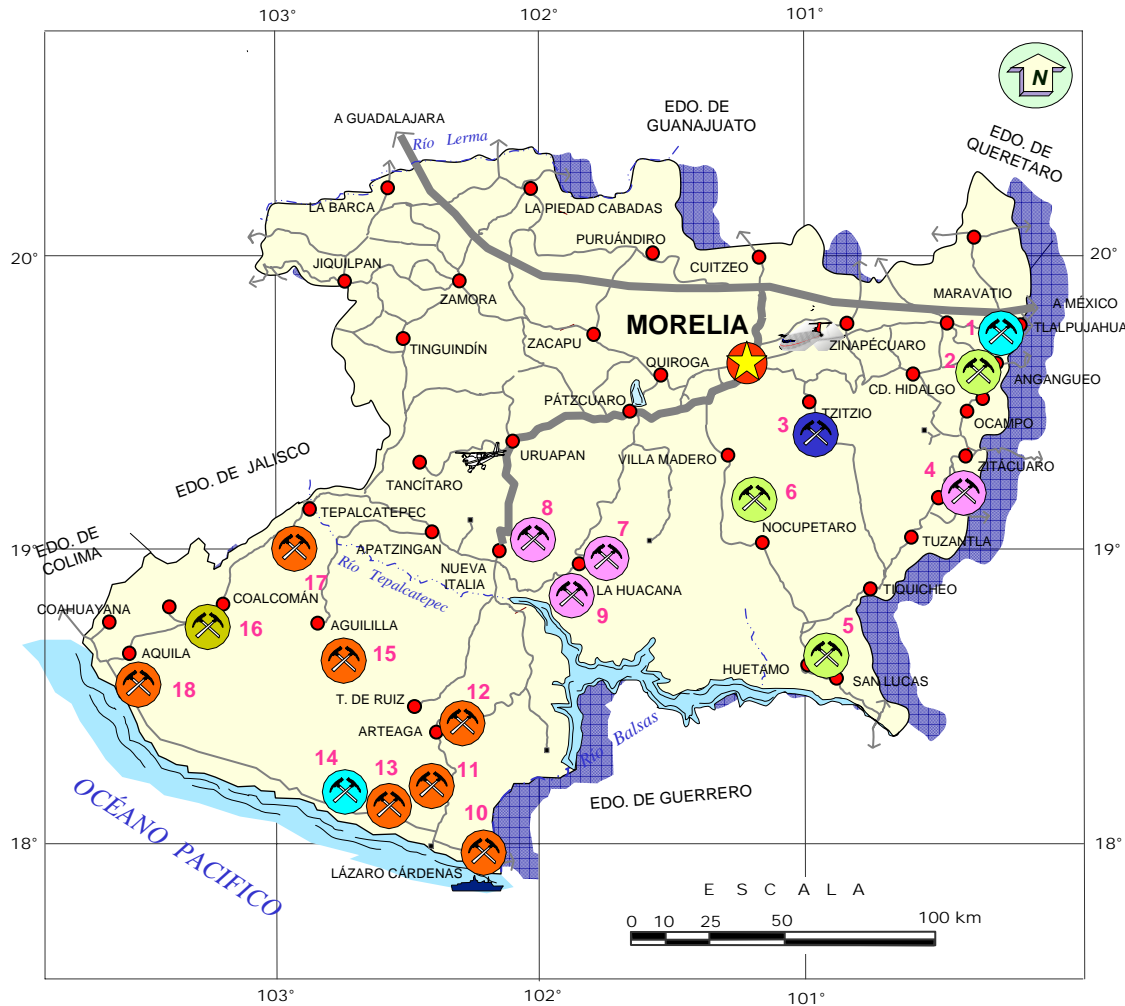 103°
102°
101°
N
A GUADALAJARA
Río Lerma
EDO. DE
GUANAJUATO
EDO. DE
QUERETARO
LA BARCA
LA PIEDAD CABADAS
PURUÁNDIRO
CUITZEO
20°
20°
JIQUILPAN
ZAMORA
MARAVATIO
A MÉXICO
TLALPUJAHUA
1
MORELIA
TINGUINDÍN
ZACAPU
ZINAPÉCUARO
QUIROGA
2
ANGANGUEO
CD. HIDALGO
PÁTZCUARO
TZITZIO
OCAMPO
3
URUAPAN
VILLA MADERO
ZITACUARO
EDO. DE JALISCO
TANCÍTARO
4
6
TEPALCATEPEC
8
7
NOCUPETARO
EDO. DE
COLIMA
APATZINGAN
TUZANTLA
19°
19°
NUEVA
ITALIA
Río Tepalcatepec
17
LA HUACANA
TIQUICHEO
9
COAHUAYANA
COALCOMÁN
16
AGUILILLA
5
AQUILA
15
HUETAMO
SAN LUCAS
18
12
T. DE RUIZ
ARTEAGA
Río Balsas
14
13
11
EDO. DE GUERRERO
10
OCÉANO PACIFICO
18°
18°
LÁZARO CÁRDENAS
E S C A L A
0 10 25 50 100 km
103°
102°
101°